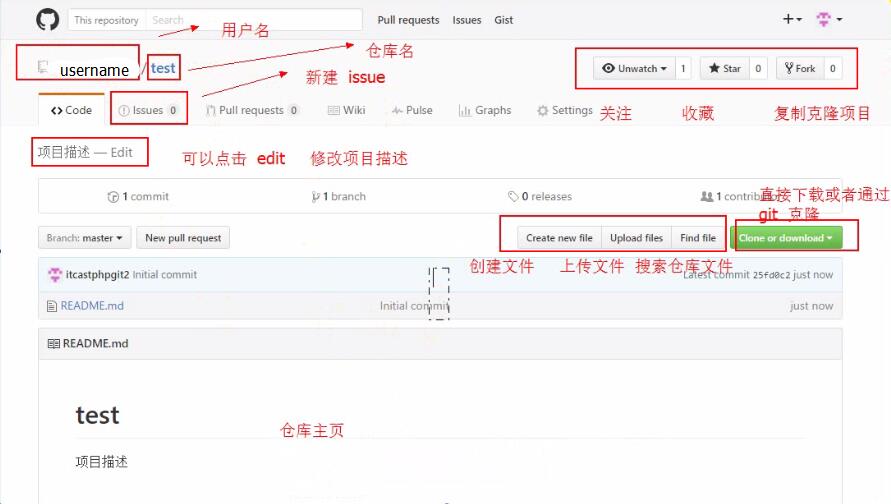 This repository Search Pull requests Issues Gist
用户名
仓库名
username / test
Unwatch 1 Star 0 Fork 0
新建 issue
Code Issues 0 Pull requests 0 Wiki Pulse Graphs Settings
关注 收藏 复制克隆项目
项目描述 — Edit
可以点击 edit 修改项目描述
1 commit 1 branch 0 releases 1 contributor
直接下载或者通过
git 克隆
Branch: master New pull request Create new file Upload files Find file Clone or download
创建文件 上传文件 搜索仓库文件
itcastphpgit2 Initial commit Latest commit 25fd0c2 just now
README.md Initial commit just now
README.md
test
仓库主页
项目描述